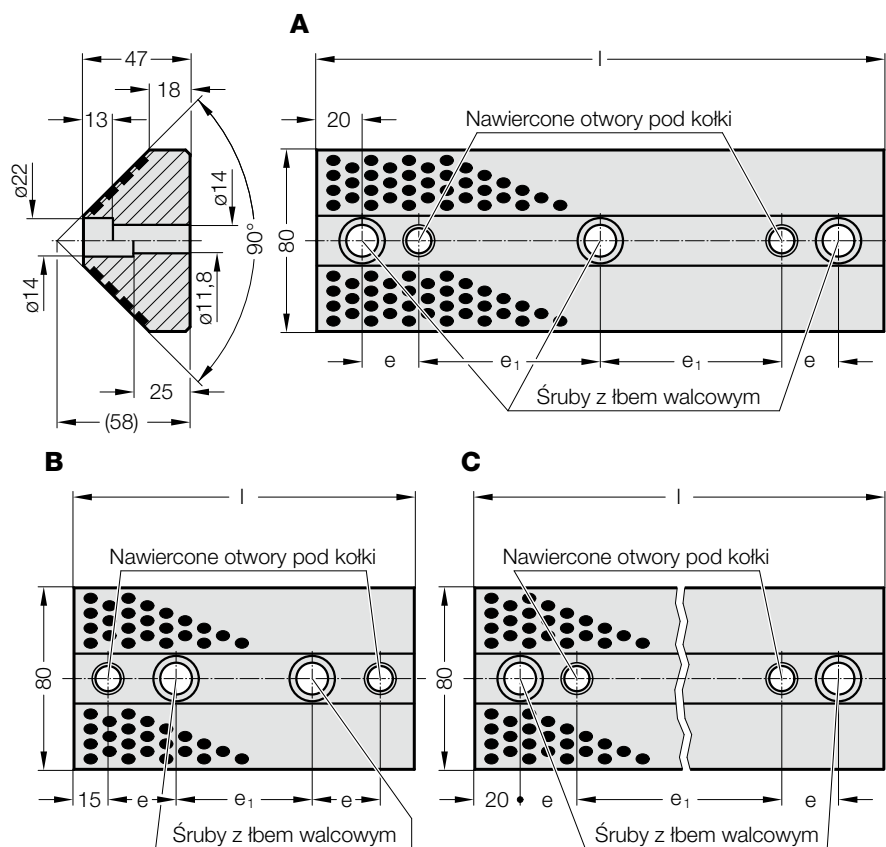 A
47
18
13
ø22
ø14
ø14
ø11,8
90°
25
(58)
l
20
Nawiercone otwory pod kołki
80
e
e₁
e₁
e
Śruby z łbem walcowym
B
l
Nawiercone otwory pod kołki
80
15
e
e₁
e
Śruby z łbem walcowym
C
l
Nawiercone otwory pod kołki
80
20
e
e₁
e
Śruby z łbem walcowym